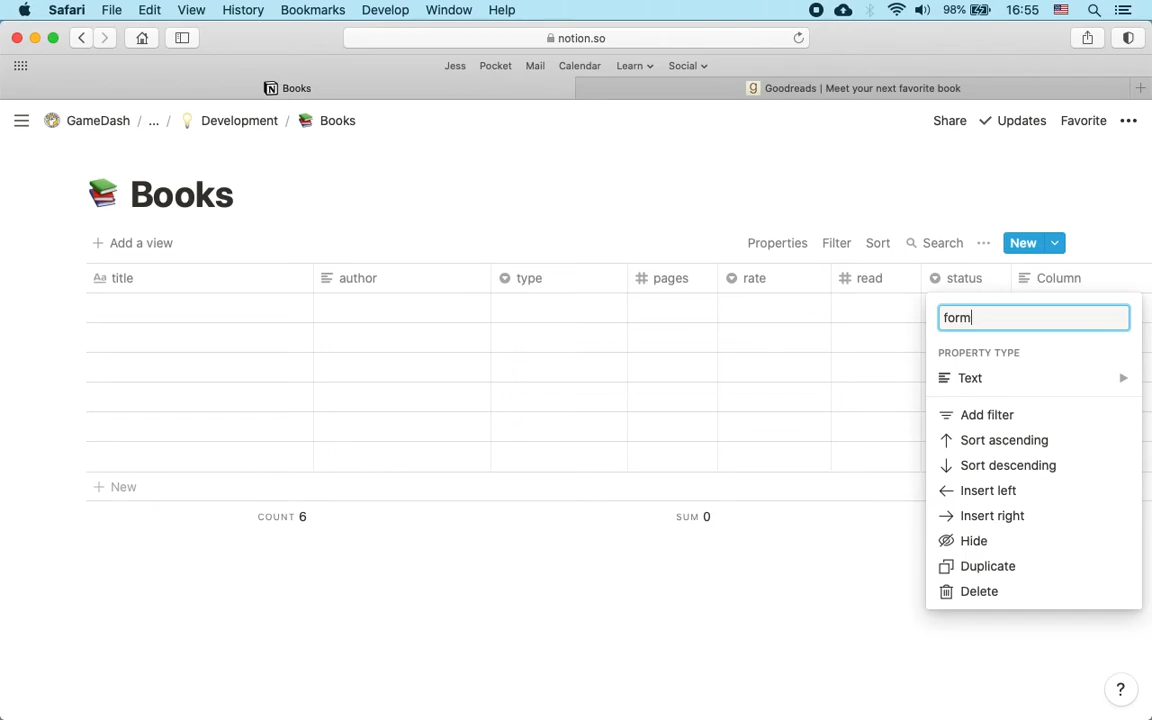 Safari File Edit View History Bookmarks Develop Window Help 98% 16:55
notion.so
Jess Pocket Mail Calendar Learn Social
Books Goodreads | Meet your next favorite book
GameDash / ... / Development / Books Share Updates Favorite •••
Books
Add a view Properties Filter Sort Search ••• New
Aa title author type # pages rate # read status Column
form
PROPERTY TYPE
Text
Add filter
Sort ascending
Sort descending
Insert left
+ New
Insert right
COUNT 6 SUM 0
Hide
Duplicate
Delete
?